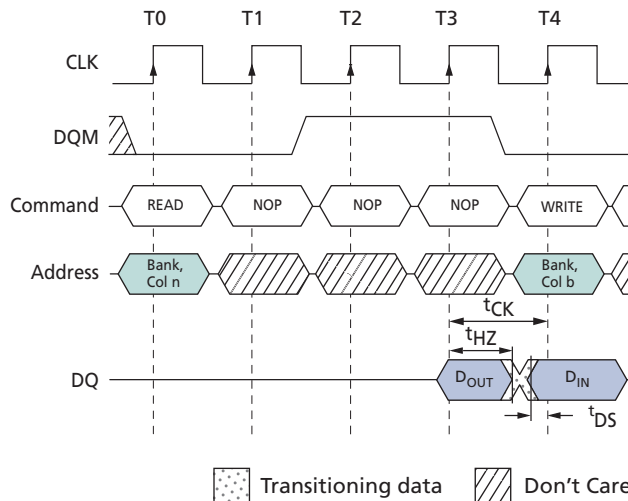 T0 T1 T2 T3 T4
CLK
DQM
Command READ NOP NOP NOP WRITE
Address Bank, Col n Bank, Col b
tCK
tHZ
DQ DOUT DIN
tDS
Transitioning data Don't Care